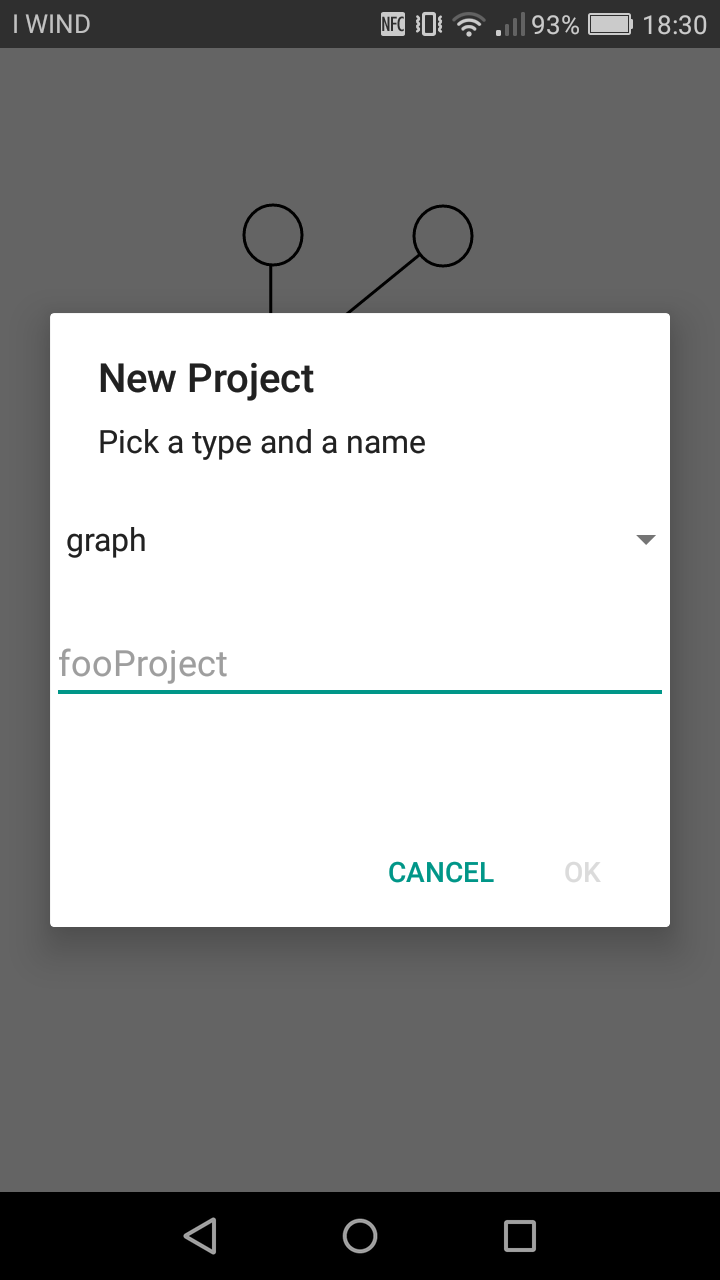 I WIND NFC 93% 18:30
New Project
Pick a type and a name
graph
fooProject
CANCEL OK